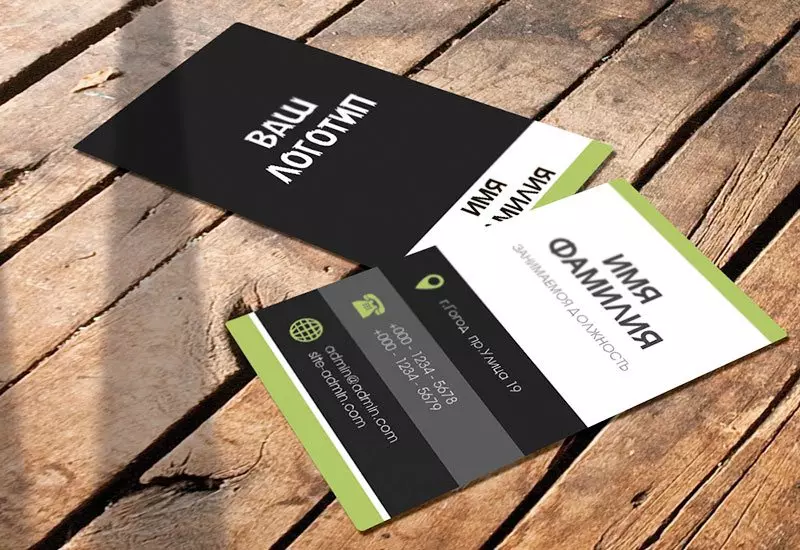 ВАШ
ЛОГОТИП
ИМЯ
ФАМИЛИЯ
ИМЯ
ФАМИЛИЯ
ЗАНИМАЕМОЯ ДОЛЖНОСТЬ
г.Город пр.Улица 19
+000 - 1234 - 5678
+000 - 1234 - 5679
admin@admin.com
site-admin.com